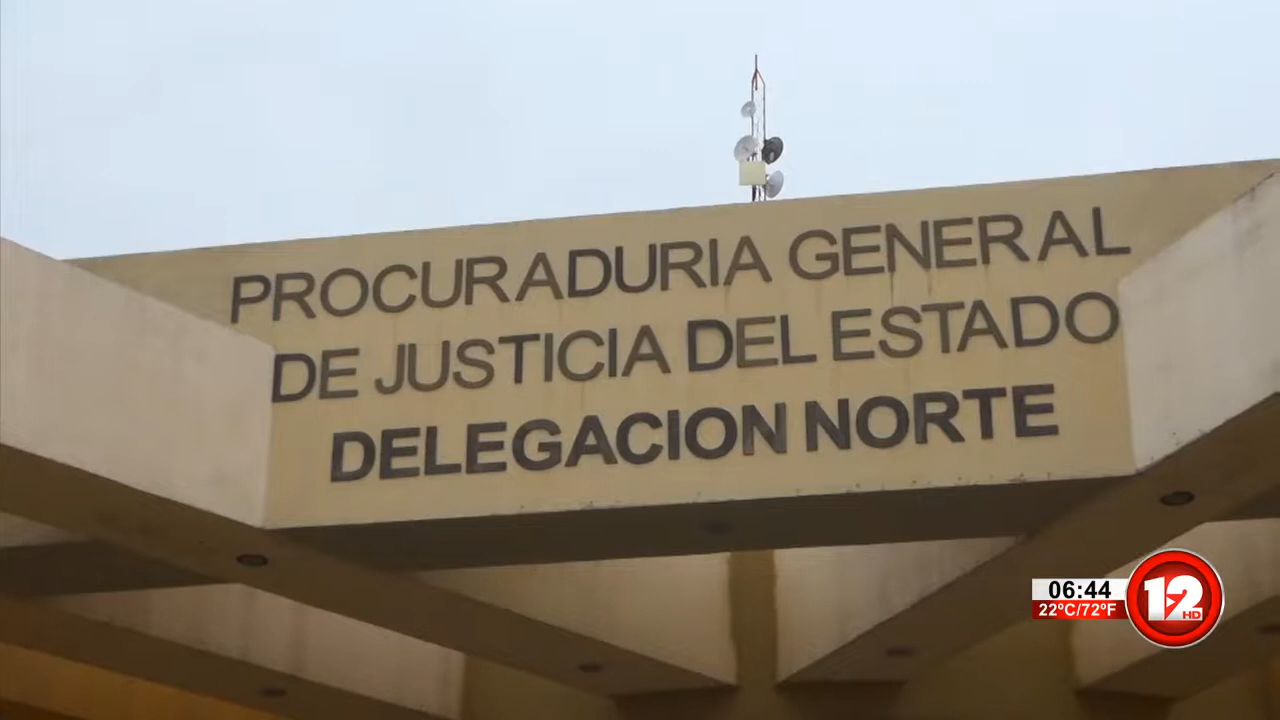 PROCURADURIA GENERAL
DE JUSTICIA DEL ESTADO
DELEGACION NORTE
06:44
22ºC/72ºF
12
HD